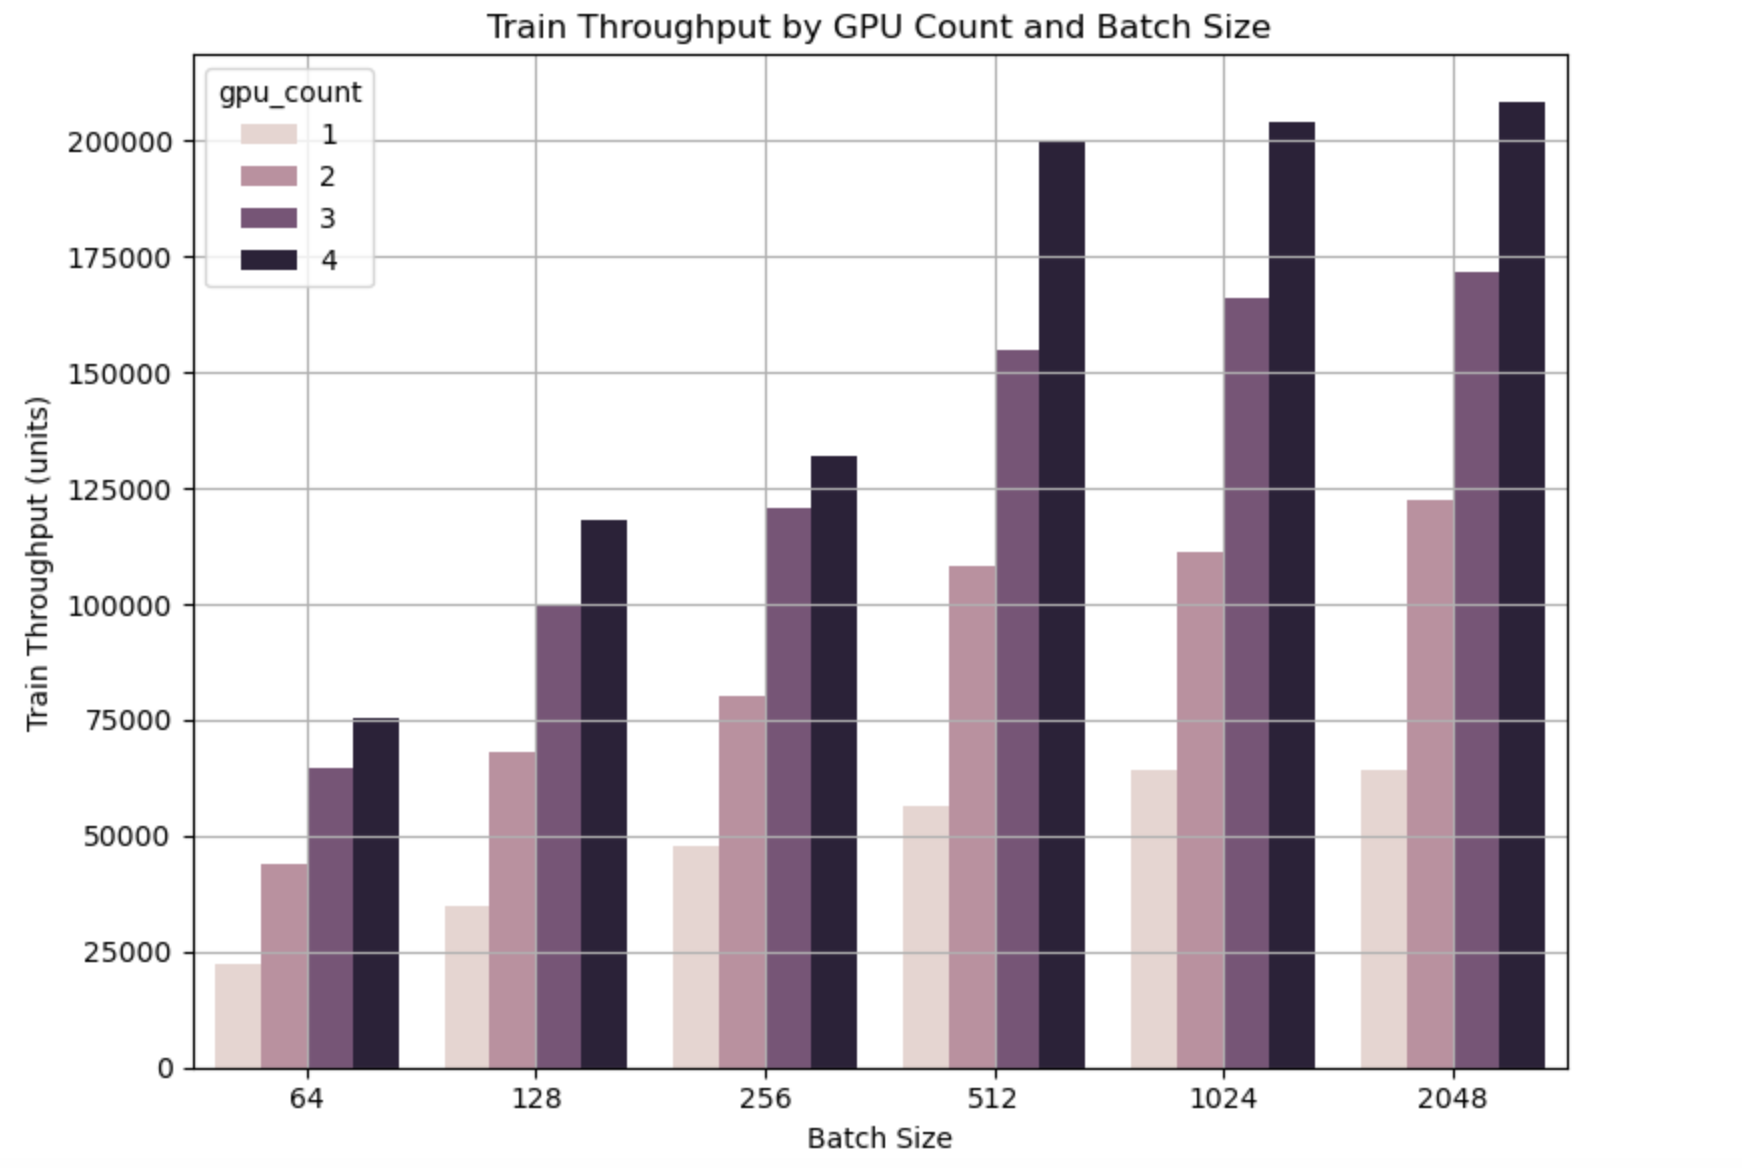 Train Throughput by GPU Count and Batch Size
gpu_count
1
2
3
4
200000
175000
150000
125000
100000
75000
50000
25000
0
Train Throughput (units)
64 128 256 512 1024 2048
Batch Size